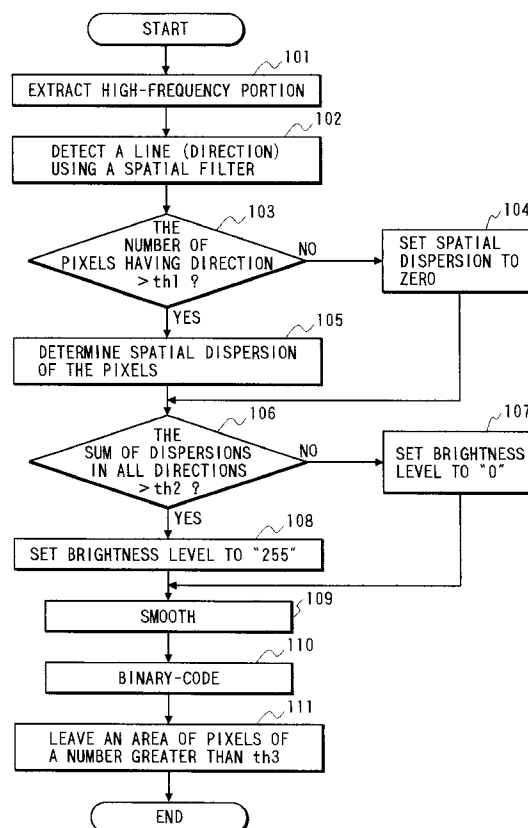 START
101
EXTRACT HIGH-FREQUENCY PORTION
102
DETECT A LINE (DIRECTION)
USING A SPATIAL FILTER
103
THE
NUMBER OF
PIXELS HAVING DIRECTION
> th1 ?
NO
104
SET SPATIAL
DISPERSION TO
ZERO
YES
105
DETERMINE SPATIAL DISPERSION
OF THE PIXELS
106
THE
SUM OF DISPERSIONS
IN ALL DIRECTIONS
> th2 ?
NO
107
SET BRIGHTNESS
LEVEL TO "0"
YES
108
SET BRIGHTNESS LEVEL TO "255"
109
SMOOTH
110
BINARY-CODE
111
LEAVE AN AREA OF PIXELS OF
A NUMBER GREATER THAN th3
END